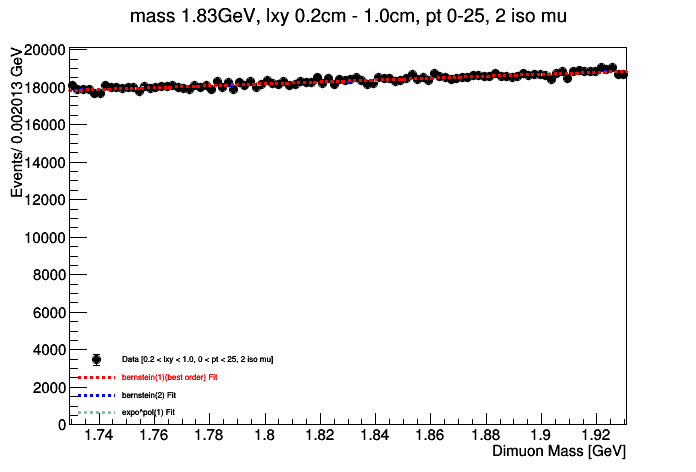 mass 1.83GeV, lxy 0.2cm - 1.0cm, pt 0-25, 2 iso mu
Events/ 0.002013 GeV
20000
18000
16000
14000
12000
10000
8000
6000
4000
2000
0
Data [0.2 < lxy < 1.0, 0 < pt < 25, 2 iso mu]
bernstein(1)(best order) Fit
bernstein(2) Fit
expo^pol(1) Fit
1.74 1.76 1.78 1.8 1.82 1.84 1.86 1.88 1.9 1.92
Dimuon Mass [GeV]